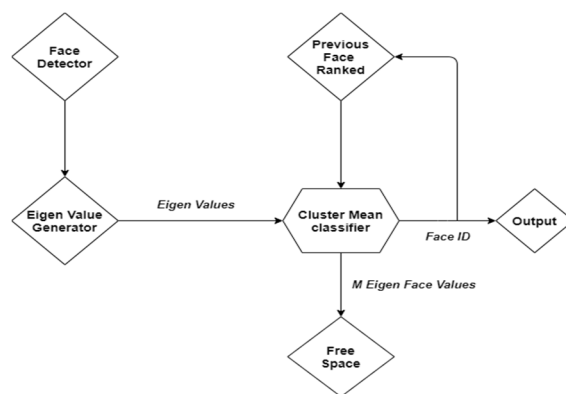 Face
Detector
Previous
Face
Ranked
Eigen Value
Generator
Eigen Values
Cluster Mean
classifier
Face ID
Output
M Eigen Face Values
Free
Space